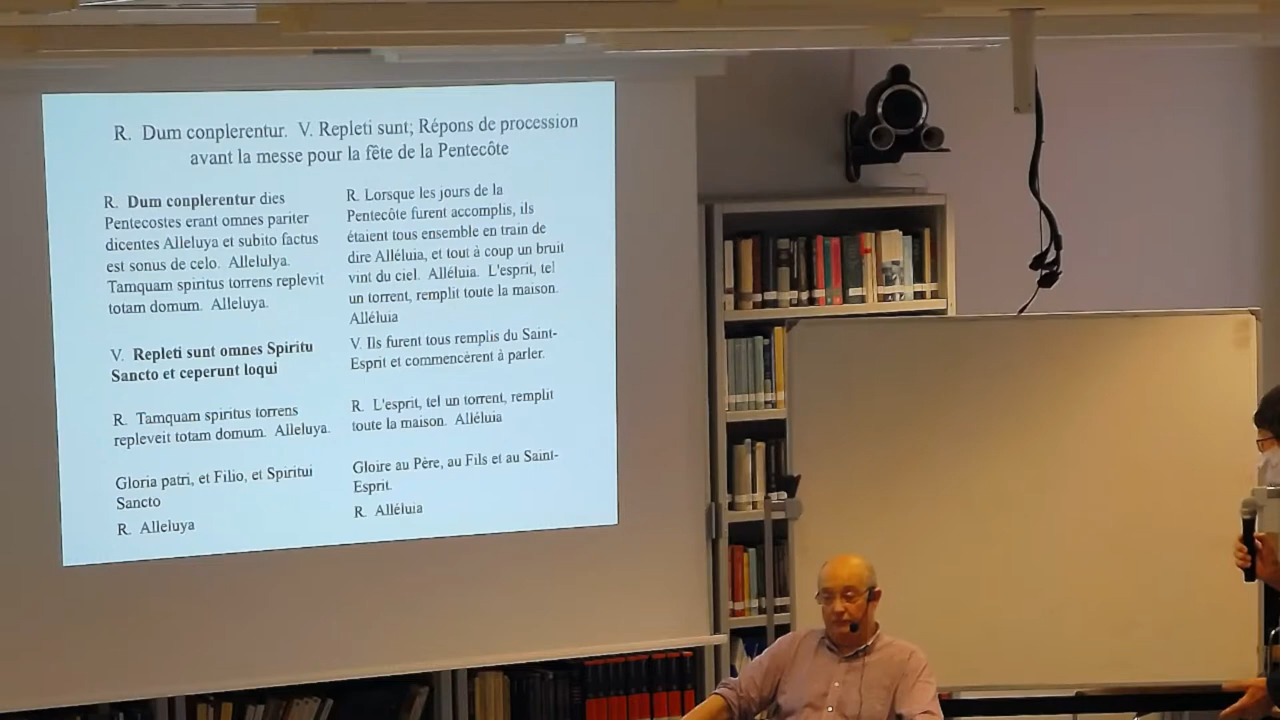 R. Dum conplerentur. V. Repleti sunt; Répons de procession
avant la messe pour la fête de la Pentecôte
R. Dum conplerentur dies
Pentecostes erant omnes pariter
dicentes Alleluya et subito factus
est sonus de celo. Allelulya.
Tamquam spiritus torrens replevit
totam domum. Alleluya.
V. Repleti sunt omnes Spiritu
Sancto et ceperunt loqui
R. Tamquam spiritus torrens
repleveit totam domum. Alleluya.
Gloria patri, et Filio, et Spiritui
Sancto
R. Alleluya
R. Lorsque les jours de la
Pentecôte furent accomplis, ils
étaient tous ensemble en train de
dire Alléluia, et tout à coup un bruit
vint du ciel. Alléluia. L'esprit, tel
un torrent, remplit toute la maison.
Alléluia
V. Ils furent tous remplis du Saint-
Esprit et commencèrent à parler.
R. L'esprit, tel un torrent, remplit
toute la maison. Alléluia
Gloire au Père, au Fils et au Saint-
Esprit.
R. Alléluia